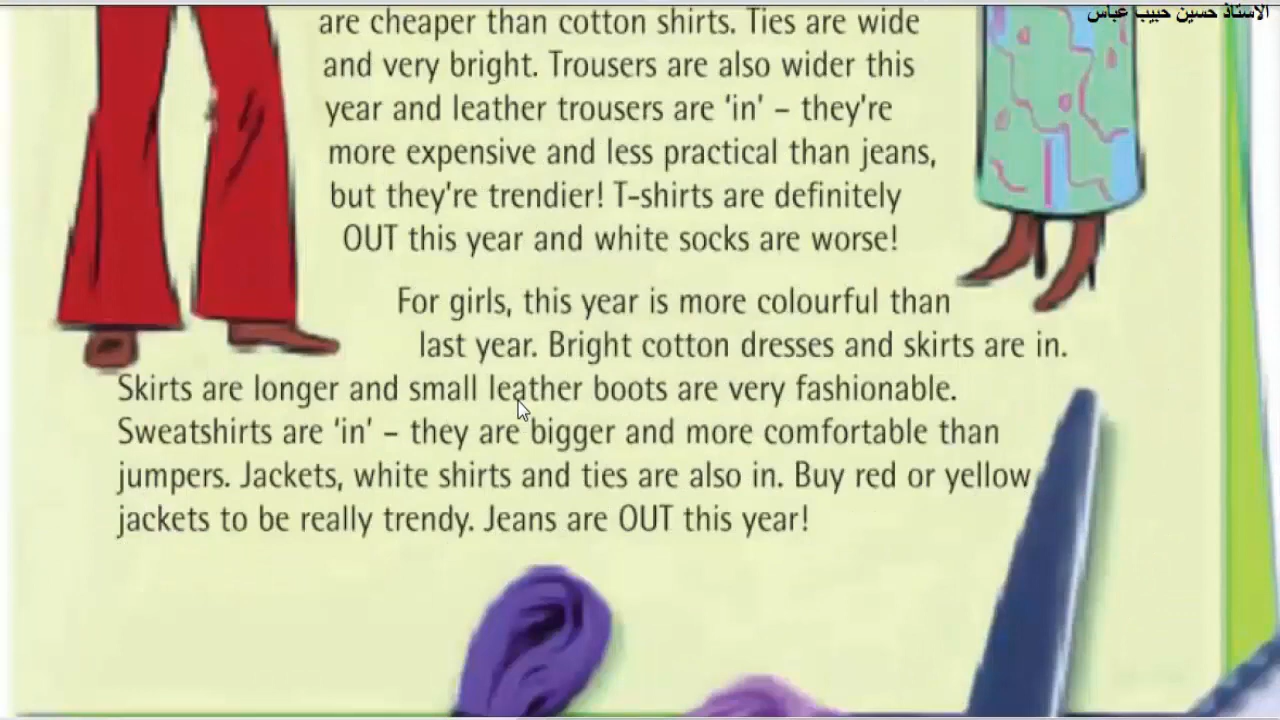 الاستاذ حسين حبيب عباس
are cheaper than cotton shirts. Ties are wide
and very bright. Trousers are also wider this
year and leather trousers are ‘in’ – they’re
more expensive and less practical than jeans,
but they’re trendier! T-shirts are definitely
OUT this year and white socks are worse!
For girls, this year is more colourful than
last year. Bright cotton dresses and skirts are in.
Skirts are longer and small leather boots are very fashionable.
Sweatshirts are ‘in’ – they are bigger and more comfortable than
jumpers. Jackets, white shirts and ties are also in. Buy red or yellow
jackets to be really trendy. Jeans are OUT this year!